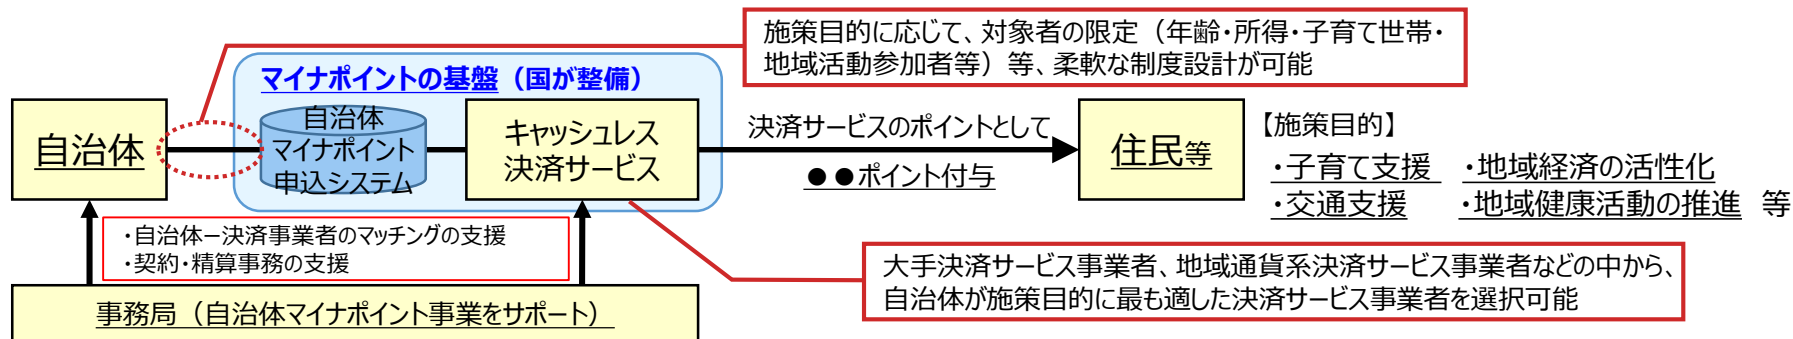 施策目的に応じて、対象者の限定（年齢・所得・子育て世帯・
地域活動参加者等）等、柔軟な制度設計が可能
マイナポイントの基盤（国が整備）
自治体
自治体
マイナポイント
申込システム
キャッシュレス
決済サービス
決済サービスのポイントとして
●●ポイント付与
住民等
【施策目的】
・子育て支援　・地域経済の活性化
・交通支援　・地域健康活動の推進　等
・自治体－決済事業者のマッチングの支援
・契約・精算事務の支援
大手決済サービス事業者、地域通貨系決済サービス事業者などの中から、
自治体が施策目的に最も適した決済サービス事業者を選択可能
事務局（自治体マイナポイント事業をサポート）